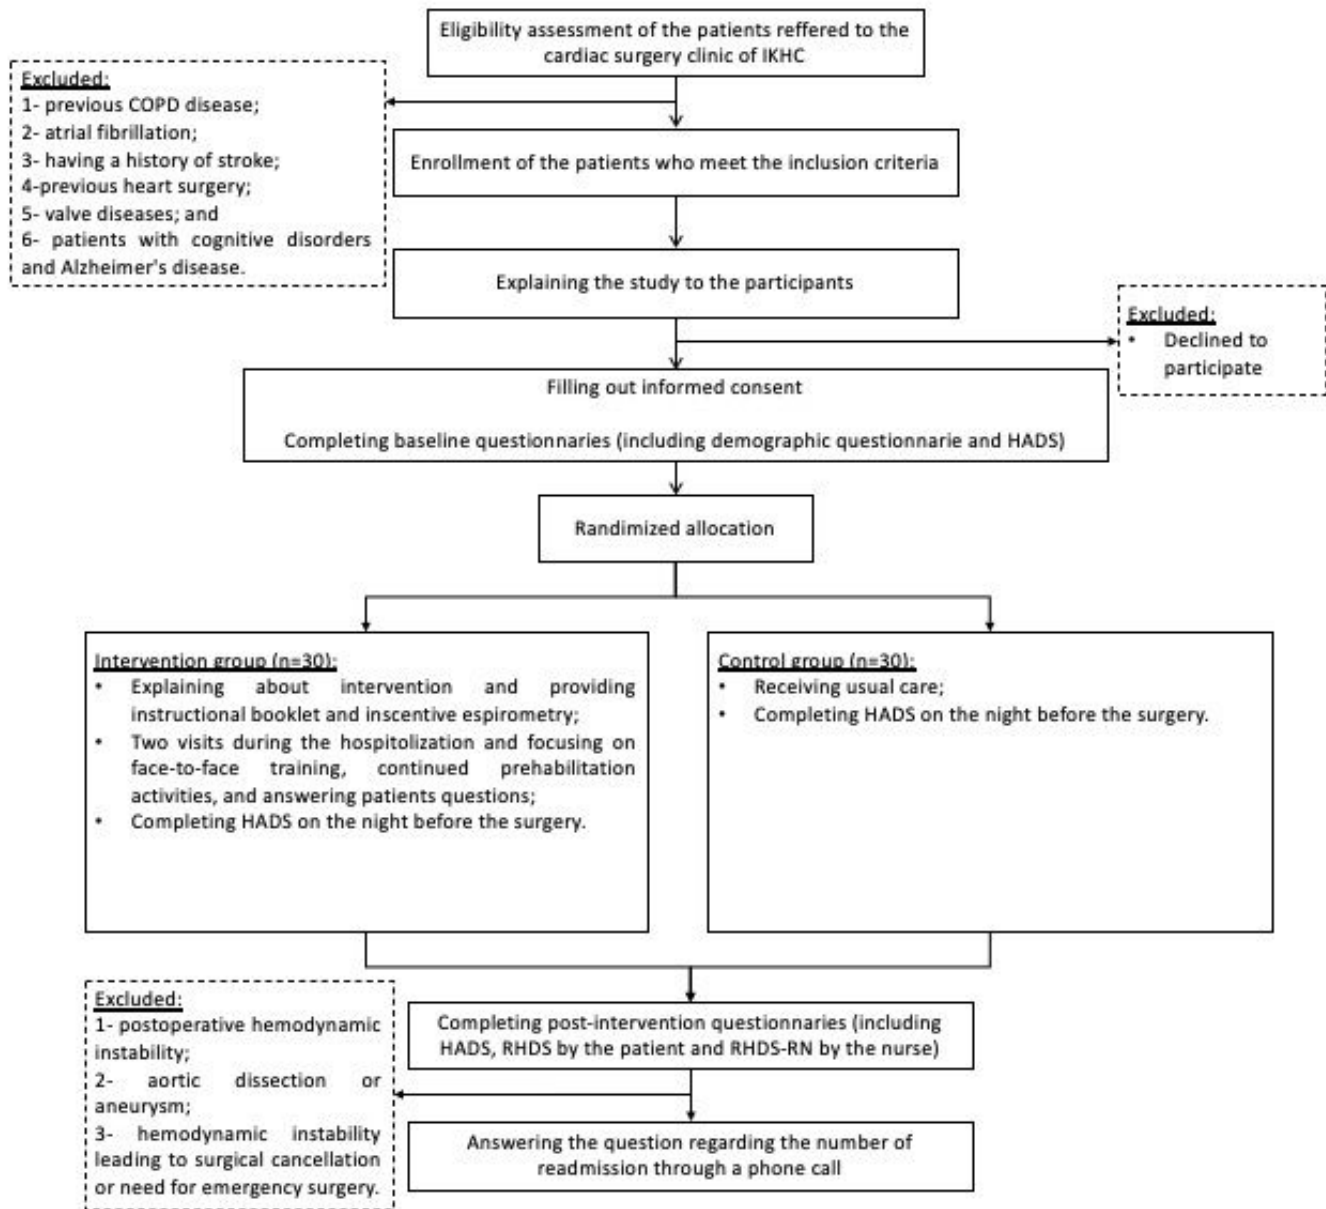 Eligibility assessment of the patients reffered to the
cardiac surgery clinic of IKHC
Excluded:
1- previous COPD disease;
2- atrial fibrillation;
3- having a history of stroke;
4-previous heart surgery;
5- valve diseases; and
6- patients with cognitive disorders
and Alzheimer's disease.
Enrollment of the patients who meet the inclusion criteria
Explaining the study to the participants
Excluded:
• Declined to
participate
Filling out informed consent
Completing baseline questionnaries (including demographic questionnarie and HADS)
Randimized allocation
Intervention group (n=30):
• Explaining about intervention and providing
instructional booklet and inscentive espirometry;
• Two visits during the hospitolization and focusing on
face-to-face training, continued prehabilitation
activities, and answering patients questions;
• Completing HADS on the night before the surgery.
Control group (n=30):
• Receiving usual care;
• Completing HADS on the night before the surgery.
Completing post-intervention questionnaries (including
HADS, RHDS by the patient and RHDS-RN by the nurse)
Excluded:
1- postoperative hemodynamic
instability;
2- aortic dissection or
aneurysm;
3- hemodynamic instability
leading to surgical cancellation
or need for emergency surgery.
Answering the question regarding the number of
readmission through a phone call